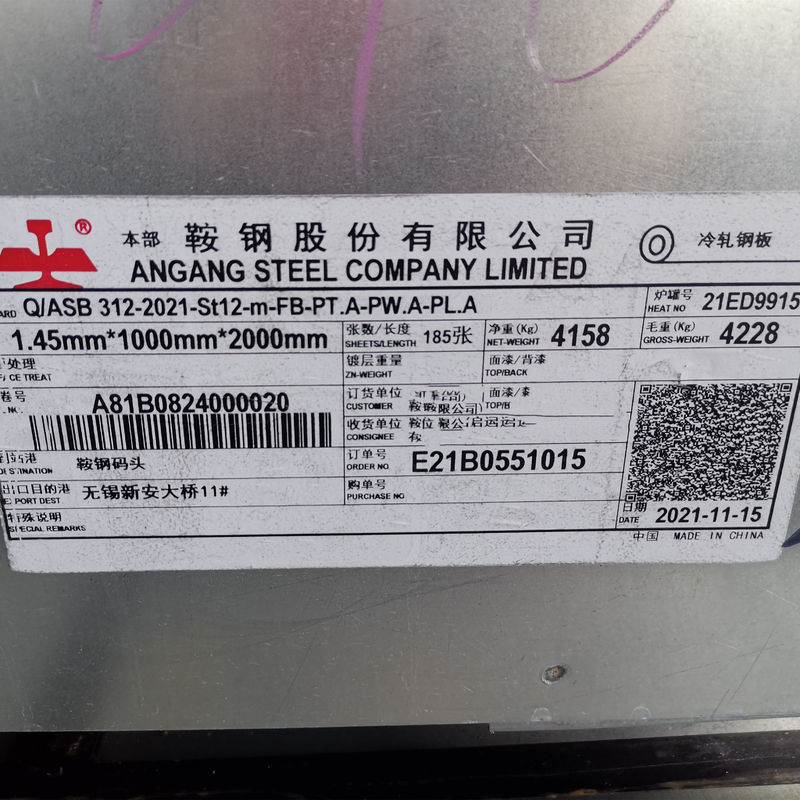 ® 本部 鞍钢股份有限公司 冷轧钢板
ANGANG STEEL COMPANY LIMITED
ARD Q/ASB 312-2021-St12-m-FB-PT.A-PW.A-PL.A 炉罐号 HEAT NO 21ED9915
1.45mm*1000mm*2000mm 张数/长度 SHEETS/LENGTH 185张 净重(Kg) NET-WEIGHT 4158 毛重(Kg) GROSS-WEIGHT 4228
处理 CE TREAT 镀层重量 ZN-WEIGHT 面漆/背漆 TOP/BACK
卷号 NK. A81B0824000020 订货单位 CUSTOMER 面漆/漆 TOP/B
收货单位 CONSIGNEE
港 DESTINATION 鞍钢码头 订单号 ORDER NO E21B0551015
出口目的港 PORT DEST 无锡新安大桥11# 购单号 PURCHASE NO
特殊说明 SPECIAL REMARKS 日期 DATE 2021-11-15
中国 MADE IN CHINA